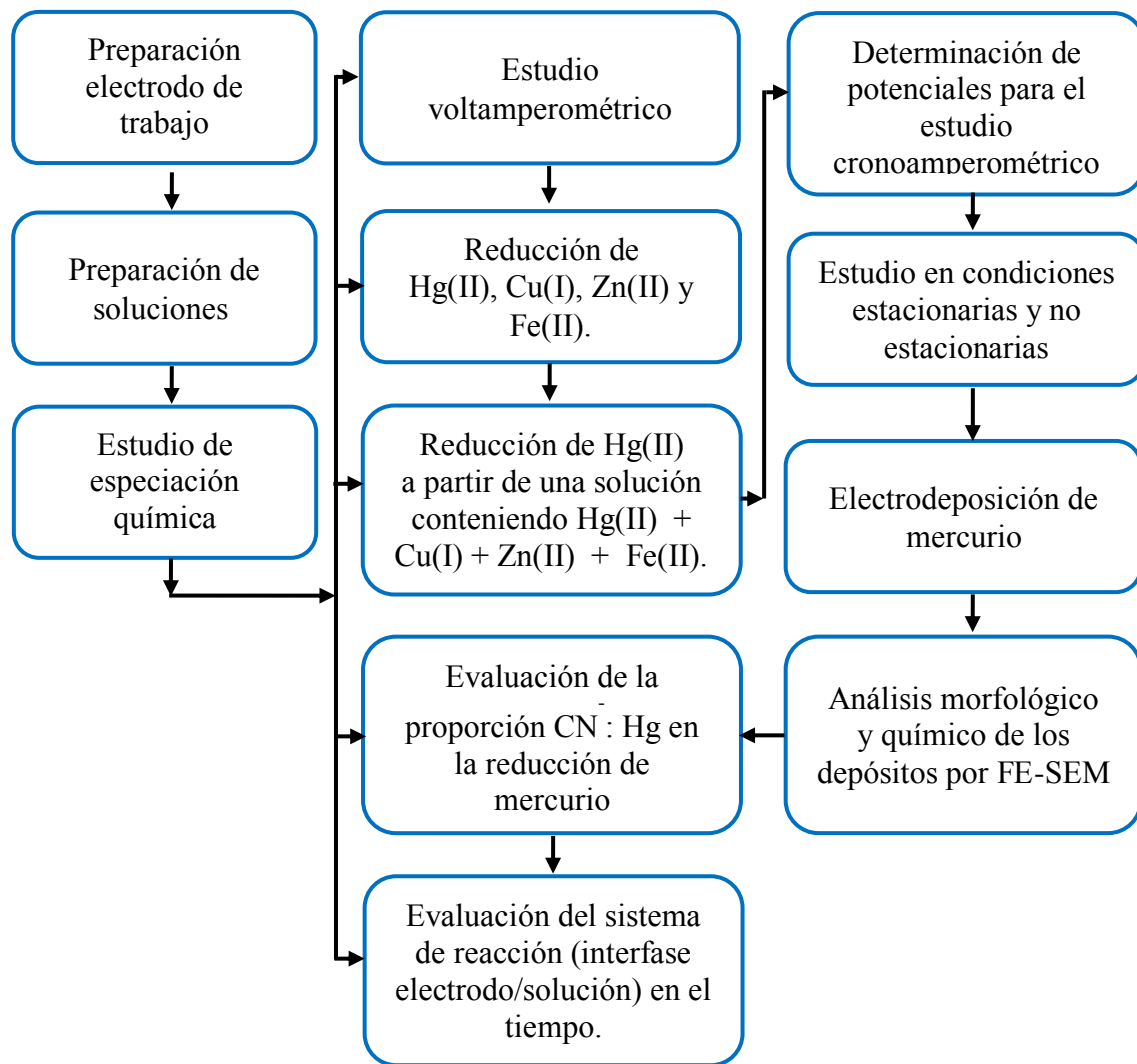 Preparación
electrodo de
trabajo
Preparación de
soluciones
Estudio de
especiación
química
Estudio
voltamperométrico
Reducción de
Hg(II), Cu(I), Zn(II) y
Fe(II).
Reducción de Hg(II)
a partir de una solución
conteniendo Hg(II) +
Cu(I) + Zn(II) + Fe(II).
Determinación de
potenciales para el
estudio
cronoamperométrico
Estudio en condiciones
estacionarias y no
estacionarias
Electrodeposición de
mercurio
Análisis morfológico
y químico de los
depósitos por FE-SEM
Evaluación de la
proporción CN⁻: Hg en
la reducción de
mercurio
Evaluación del sistema
de reacción (interfase
electrodo/solución) en el
tiempo.